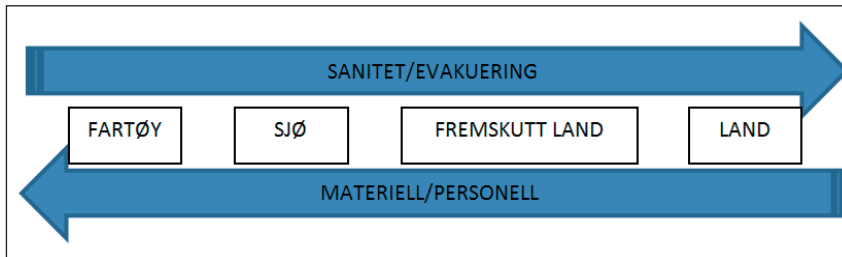 SANITET/EVAKUERING
FARTØY SJØ FREMSKUTT LAND LAND
MATERIELL/PERSONELL